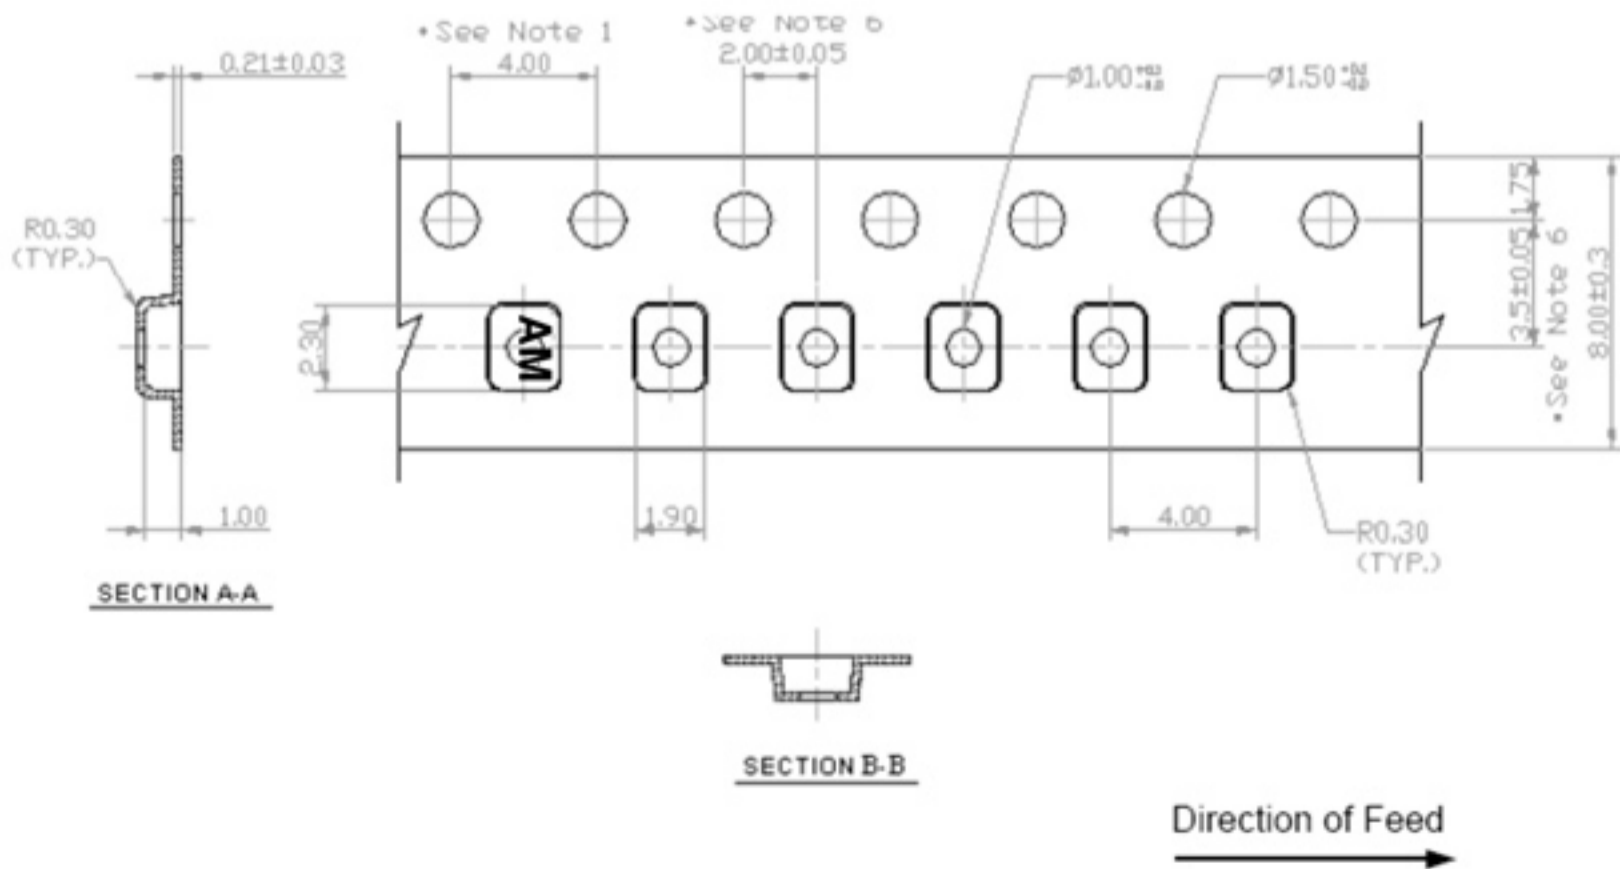 *See Note 1
*See Note 6
0.21±0.03
4.00
2.00±0.05
ø1.00
ø1.50
1.75
R0.30
(TYP.)
3.5±0.05
*See Note 6
8.00±0.3
2.30
AM
1.00
1.90
4.00
R0.30
(TYP.)
SECTION A-A
SECTION B-B
Direction of Feed